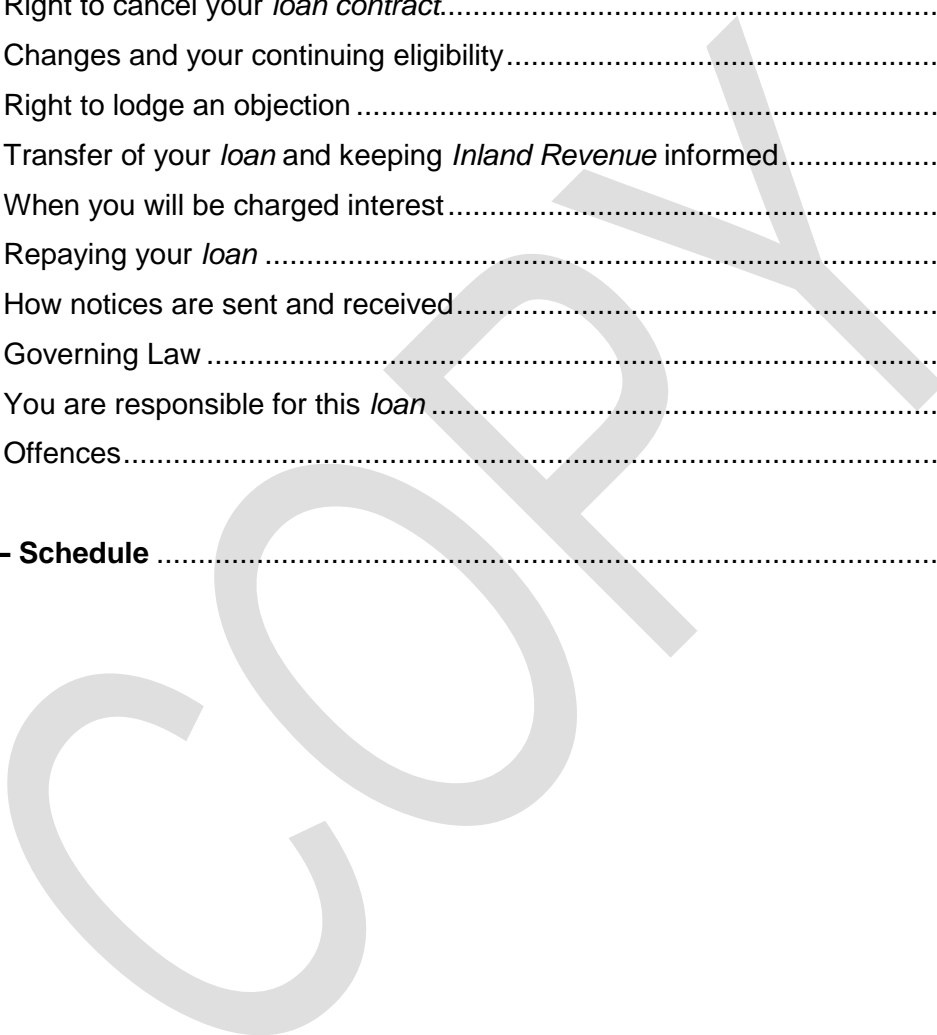 Right to cancel your loan contract..........................................................
Changes and your continuing eligibility....................................................
Right to lodge an objection ......................................................................
Transfer of your loan and keeping Inland Revenue informed...................
When you will be charged interest...........................................................
Repaying your loan .................................................................................
How notices are sent and received..........................................................
Governing Law ........................................................................................
You are responsible for this loan .............................................................
Offences..................................................................................................
- Schedule ..............................................................................................
COPY